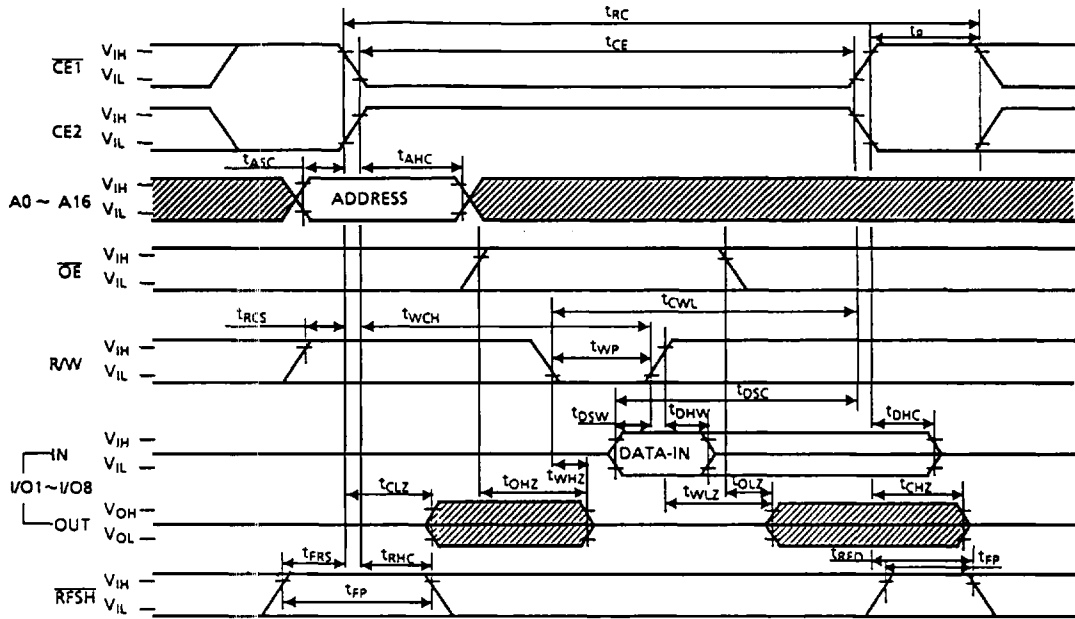 tRC
tP
CE1 VIH
VIL
tCE
CE2 VIH
VIL
tASC tAHC
A0 ~ A16 VIH
VIL
ADDRESS
OE VIH
VIL
tCWL
tRCS tWCH
R/W VIH
VIL
tWP
tDSC
tDSW tDHW tDHC
IN VIH
VIL
DATA-IN
I/O1~I/O8
tWHZ
tCLZ tOHZ tWLZ tOLZ tCHZ
OUT VOH
VOL
tFRS tRHC tRFD tFP
RFSH VIH
VIL
tFP